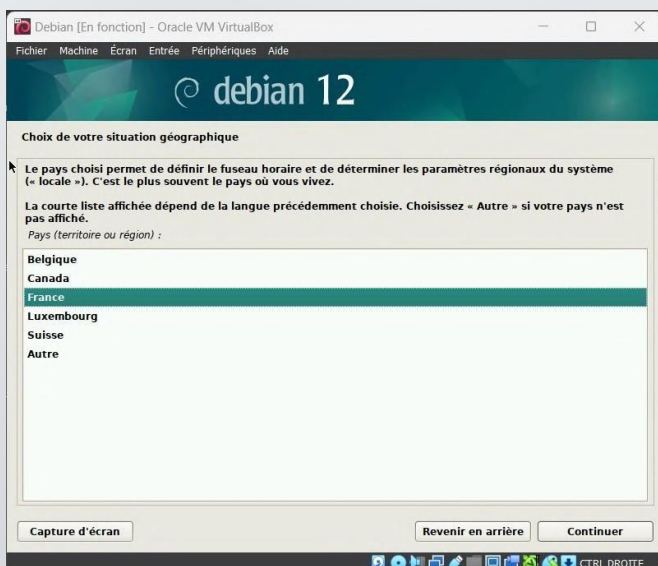 Debian [En fonction] - Oracle VM VirtualBox
Fichier Machine Écran Entrée Périphériques Aide
debian 12
Choix de votre situation géographique
Le pays choisi permet de définir le fuseau horaire et de déterminer les paramètres régionaux du système
(« locale »). C'est le plus souvent le pays où vous vivez.
La courte liste affichée dépend de la langue précédemment choisie. Choisissez « Autre » si votre pays n'est
pas affiché.
Pays (territoire ou région) :
Belgique
Canada
France
Luxembourg
Suisse
Autre
Capture d'écran Revenir en arrière Continuer
CTRL DROITE